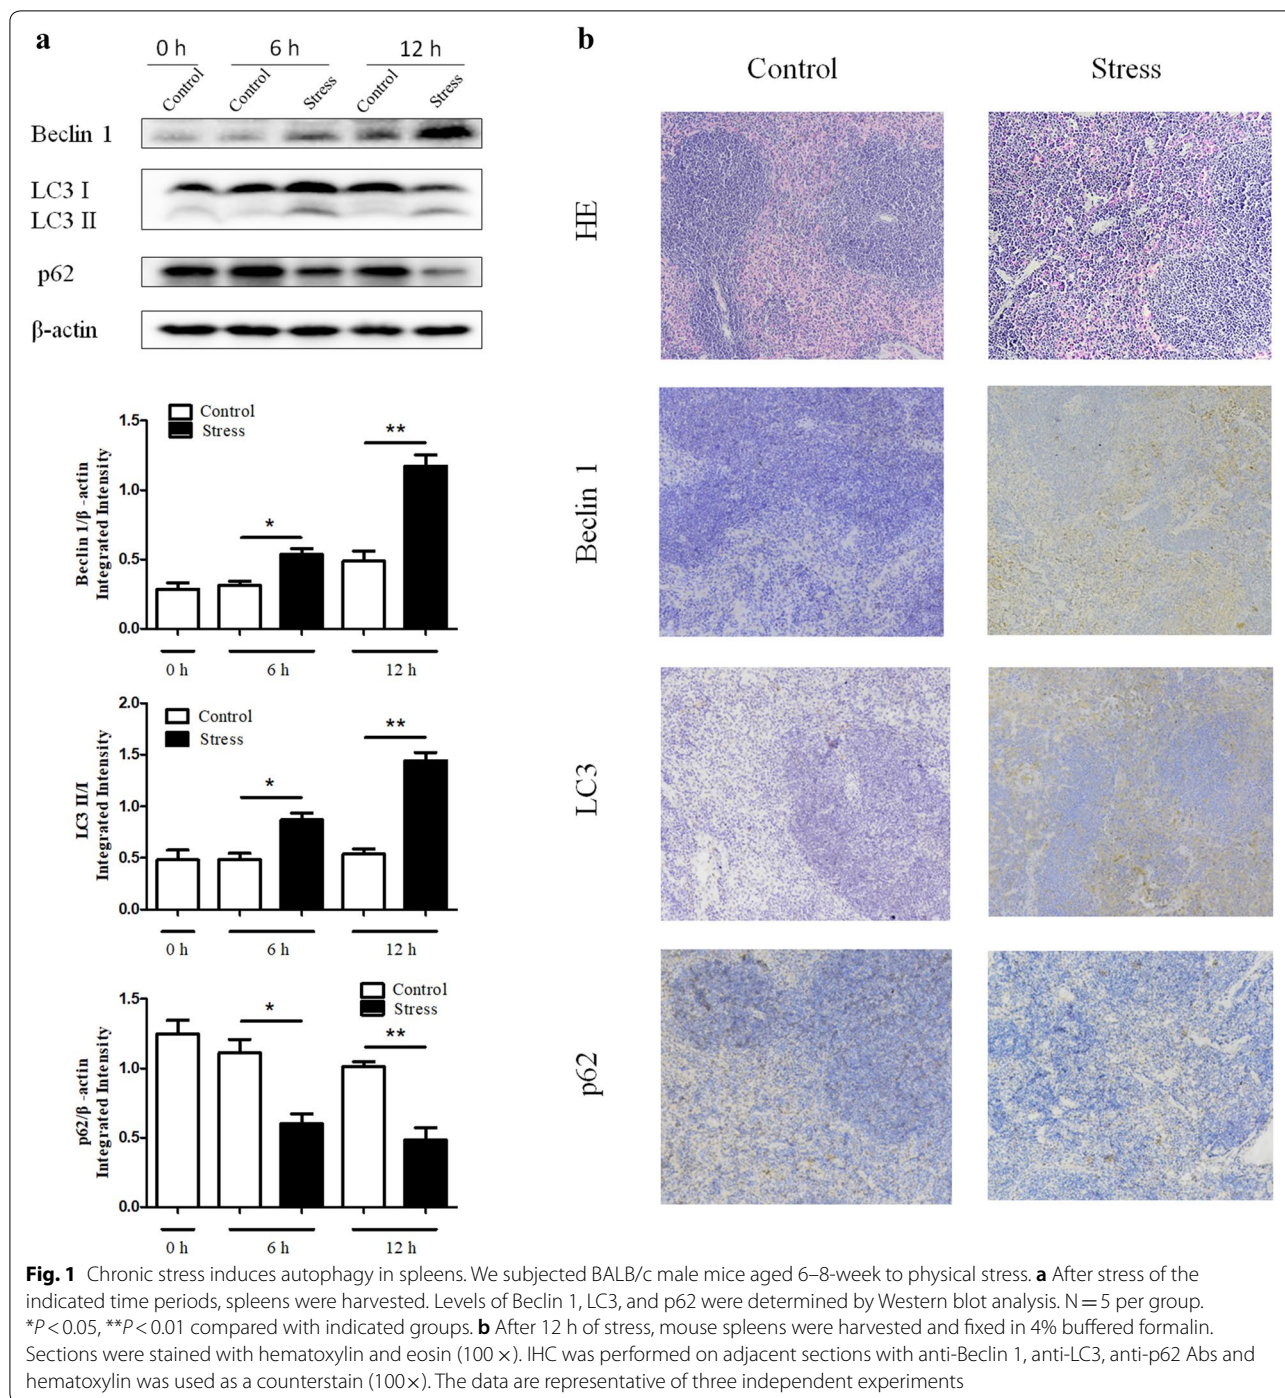 a
0 h
6 h
12 h
Control
Control
Stress
Control
Stress
Beclin 1
LC3 I
LC3 II
p62
β-actin
Control
Stress
Beclin 1/β -actin
Integrated Intensity
1.5
1.0
0.5
0.0
*
**
0 h
6 h
12 h
Control
Stress
LC3 II/I
Integrated Intensity
2.0
1.5
1.0
0.5
0.0
*
**
0 h
6 h
12 h
Control
Stress
p62/β -actin
Integrated Intensity
1.5
1.0
0.5
0.0
*
**
0 h
6 h
12 h
b
Control
Stress
HE
Beclin 1
LC3
p62
Fig. 1 Chronic stress induces autophagy in spleens. We subjected BALB/c male mice aged 6–8-week to physical stress. a After stress of the
indicated time periods, spleens were harvested. Levels of Beclin 1, LC3, and p62 were determined by Western blot analysis. N = 5 per group.
*P < 0.05, **P < 0.01 compared with indicated groups. b After 12 h of stress, mouse spleens were harvested and fixed in 4% buffered formalin.
Sections were stained with hematoxylin and eosin (100 ×). IHC was performed on adjacent sections with anti-Beclin 1, anti-LC3, anti-p62 Abs and
hematoxylin was used as a counterstain (100×). The data are representative of three independent experiments